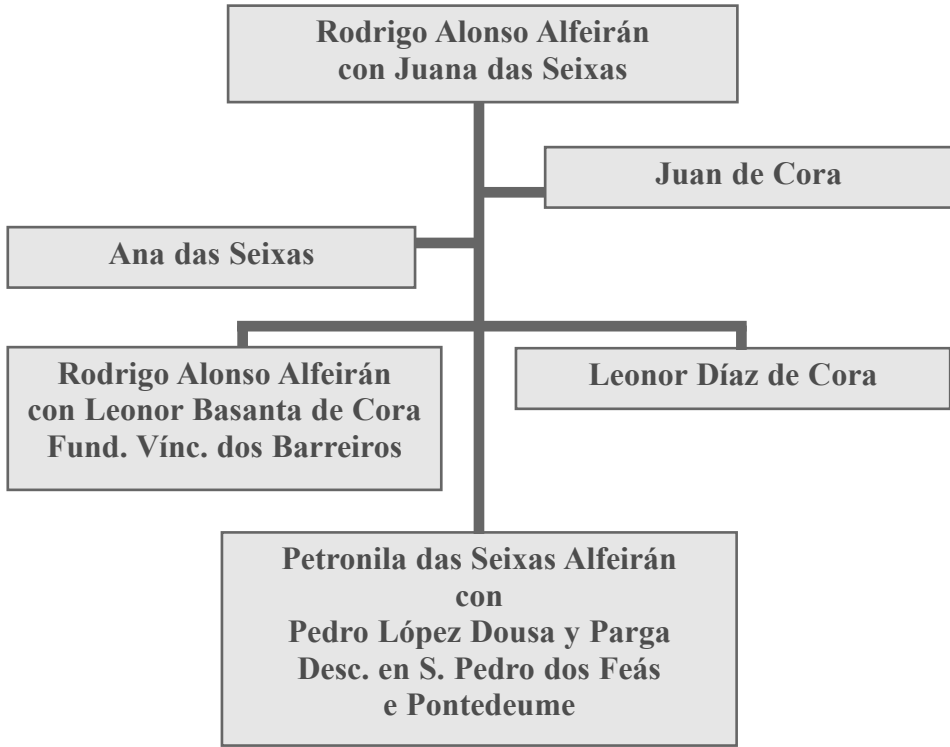 Rodrigo Alonso Alfeirán
con Juana das Seixas
Juan de Cora
Ana das Seixas
Rodrigo Alonso Alfeirán
con Leonor Basanta de Cora
Fund. Vínc. dos Barreiros
Leonor Díaz de Cora
Petronila das Seixas Alfeirán
con
Pedro López Dousa y Parga
Desc. en S. Pedro dos Feás
e Pontedeume